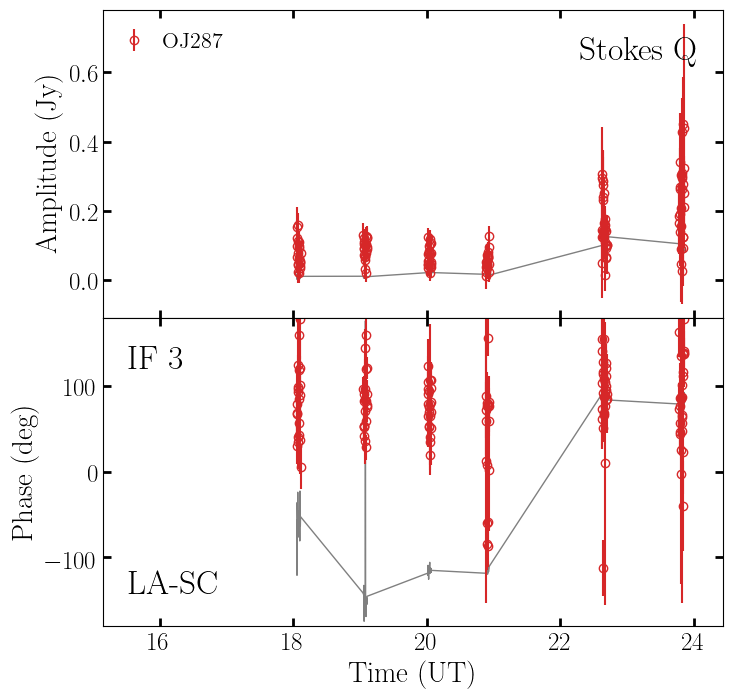 OJ287
Stokes Q
Amplitude (Jy)
0.6
0.4
0.2
0.0
IF 3
LA-SC
Phase (deg)
100
0
−100
16 18 20 22 24
Time (UT)